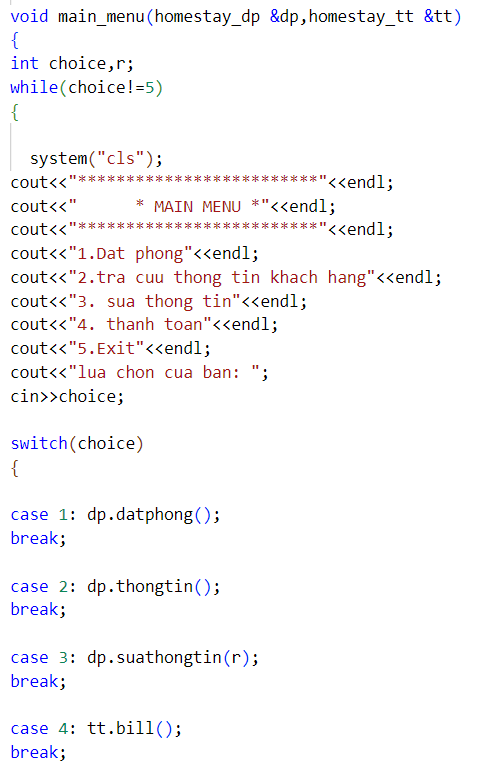 void main_menu(homestay_dp &dp,homestay_tt &tt)
{
int choice,r;
while(choice!=5)
{
system("cls");
cout<<"*************************"<<endl;
cout<<"      * MAIN MENU *"<<endl;
cout<<"*************************"<<endl;
cout<<"1.Dat phong"<<endl;
cout<<"2.tra cuu thong tin khach hang"<<endl;
cout<<"3. sua thong tin"<<endl;
cout<<"4. thanh toan"<<endl;
cout<<"5.Exit"<<endl;
cout<<"lua chon cua ban: ";
cin>>choice;
switch(choice)
{
case 1: dp.datphong();
break;
case 2: dp.thongtin();
break;
case 3: dp.suathongtin(r);
break;
case 4: tt.bill();
break;